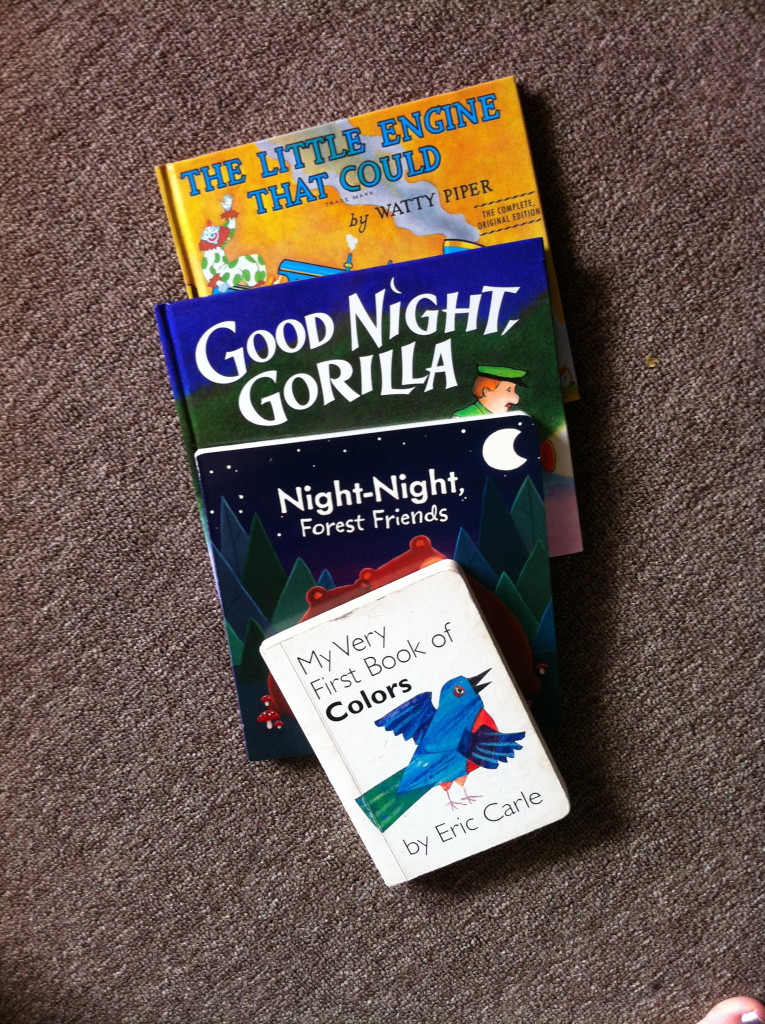 THE LITTLE ENGINE
THAT COULD
TRADE MARK
by WATTY PIPER
THE COMPLETE,
ORIGINAL EDITION
GOOD NIGHT,
GORILLA
Night-Night,
Forest Friends
My Very
First Book of
Colors
by Eric Carle